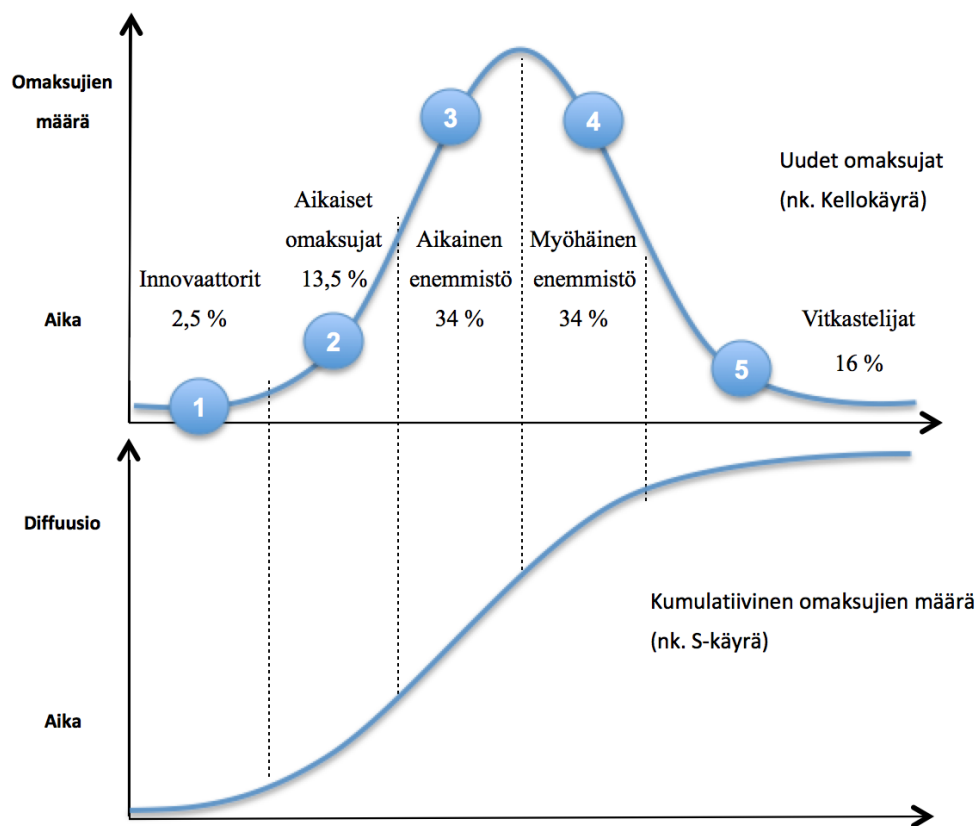 Omaksujien
määrä
3
4
Uudet omaksujat
(nk. Kellokäyrä)
Aikaiset
omaksujat
13,5 %
Aikainen
enemmistö
34 %
Myöhäinen
enemmistö
34 %
Innovaattorit
2,5 %
Vitkastelijat
16 %
Aika
2
5
1
Diffuusio
Kumulatiivinen omaksujien määrä
(nk. S-käyrä)
Aika